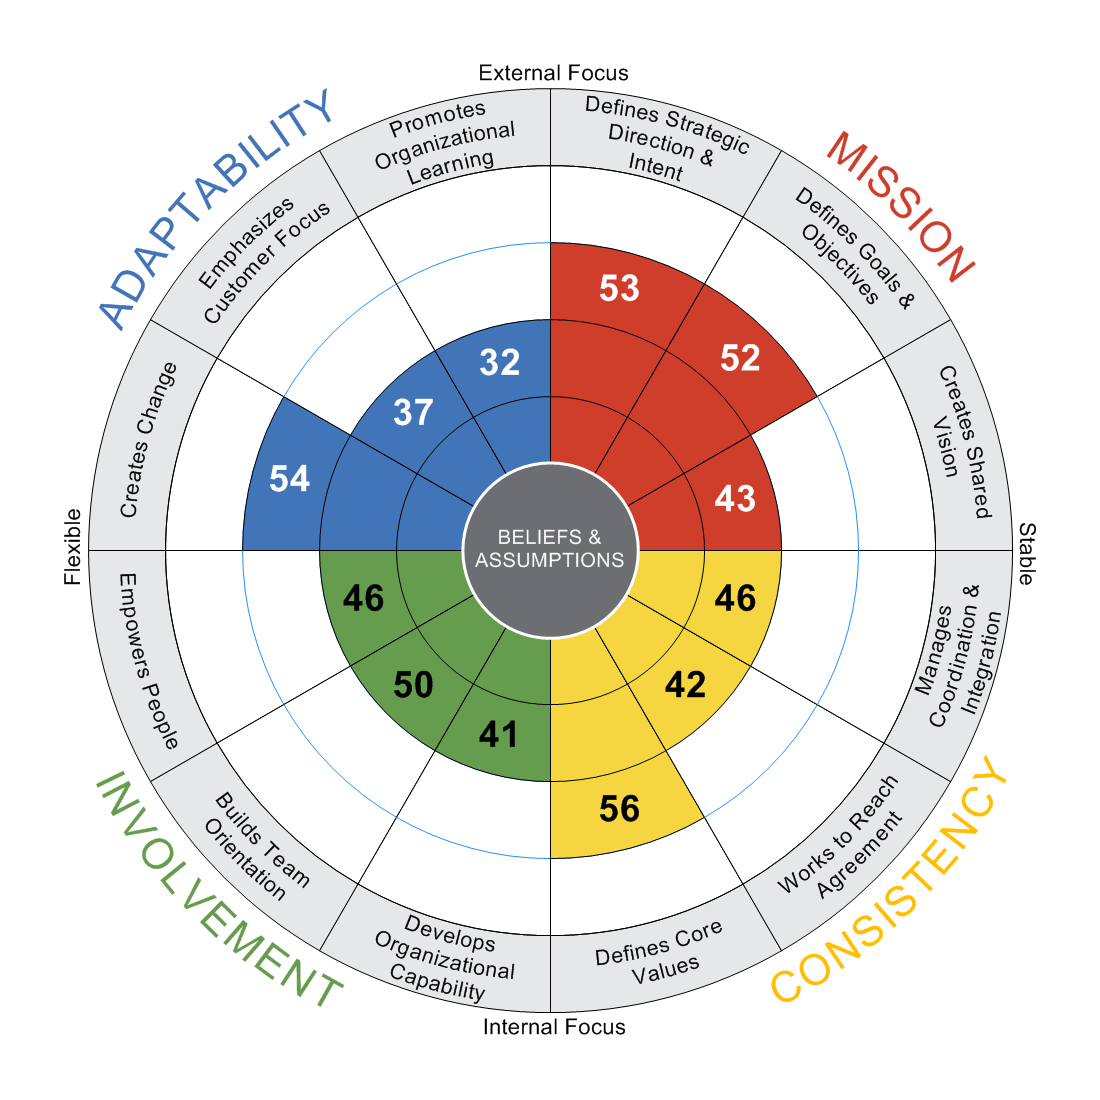 External Focus
ADAPTABILITY
MISSION
Promotes
Organizational
Learning
Defines Strategic
Direction &
Intent
Emphasizes
Customer Focus
Defines Goals &
Objectives
Creates Change
Creates Shared
Vision
53
52
43
32
37
54
BELIEFS &
ASSUMPTIONS
Flexible
Stable
46
50
41
46
42
56
Empowers People
Manages
Coordination &
Integration
Builds Team
Orientation
Works to Reach
Agreement
Develops
Organizational
Capability
Defines Core
Values
INVOLVEMENT
CONSISTENCY
Internal Focus